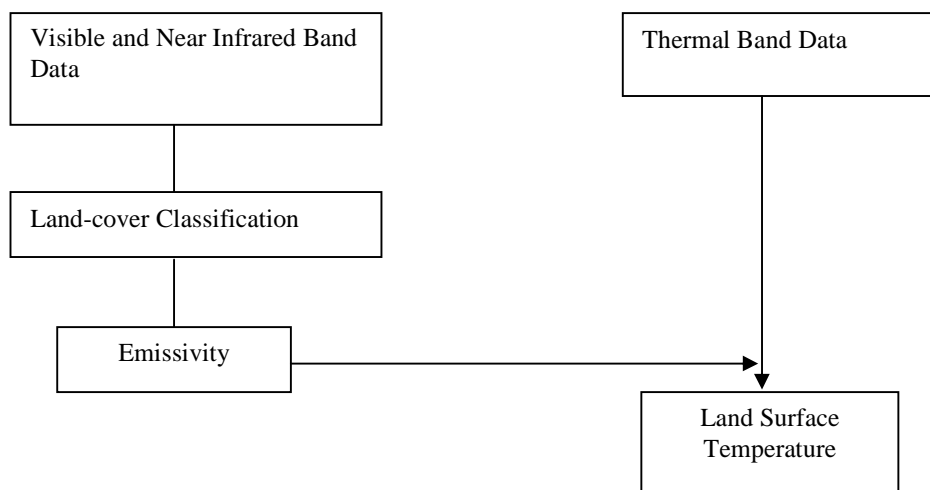 Visible and Near Infrared Band
Data
Thermal Band Data
Land-cover Classification
Emissivity
Land Surface
Temperature